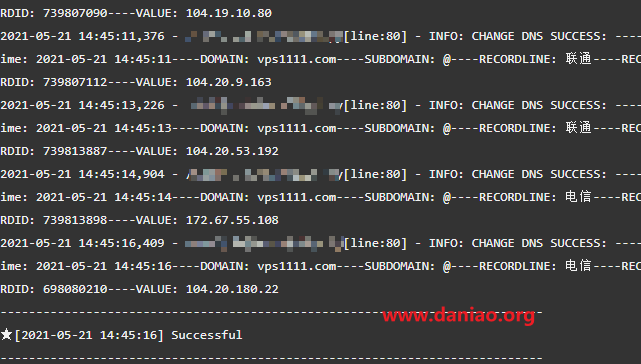 RDID: 739807090----VALUE: 104.19.10.80
2021-05-21 14:45:11,376 - y[line:80] - INFO: CHANGE DNS SUCCESS: ----
ime: 2021-05-21 14:45:11----DOMAIN: vps1111.com----SUBDOMAIN: @----RECORDLINE: 联通----REC
RDID: 739807112----VALUE: 104.20.9.163
2021-05-21 14:45:13,226 - y[line:80] - INFO: CHANGE DNS SUCCESS: ----
ime: 2021-05-21 14:45:13----DOMAIN: vps1111.com----SUBDOMAIN: @----RECORDLINE: 联通----REC
RDID: 739813887----VALUE: 104.20.53.192
2021-05-21 14:45:14,904 - / y[line:80] - INFO: CHANGE DNS SUCCESS: ----
ime: 2021-05-21 14:45:14----DOMAIN: vps1111.com----SUBDOMAIN: @----RECORDLINE: 电信----REC
RDID: 739813898----VALUE: 172.67.55.108
2021-05-21 14:45:16,409 - [line:80] - INFO: CHANGE DNS SUCCESS: ----
ime: 2021-05-21 14:45:16----DOMAIN: vps1111.com----SUBDOMAIN: @----RECORDLINE: 电信----REC
RDID: 698080210----VALUE: 104.20.180.22
----------------------------------------------------------------------
www.daniao.org
★[2021-05-21 14:45:16] Successful
----------------------------------------------------------------------